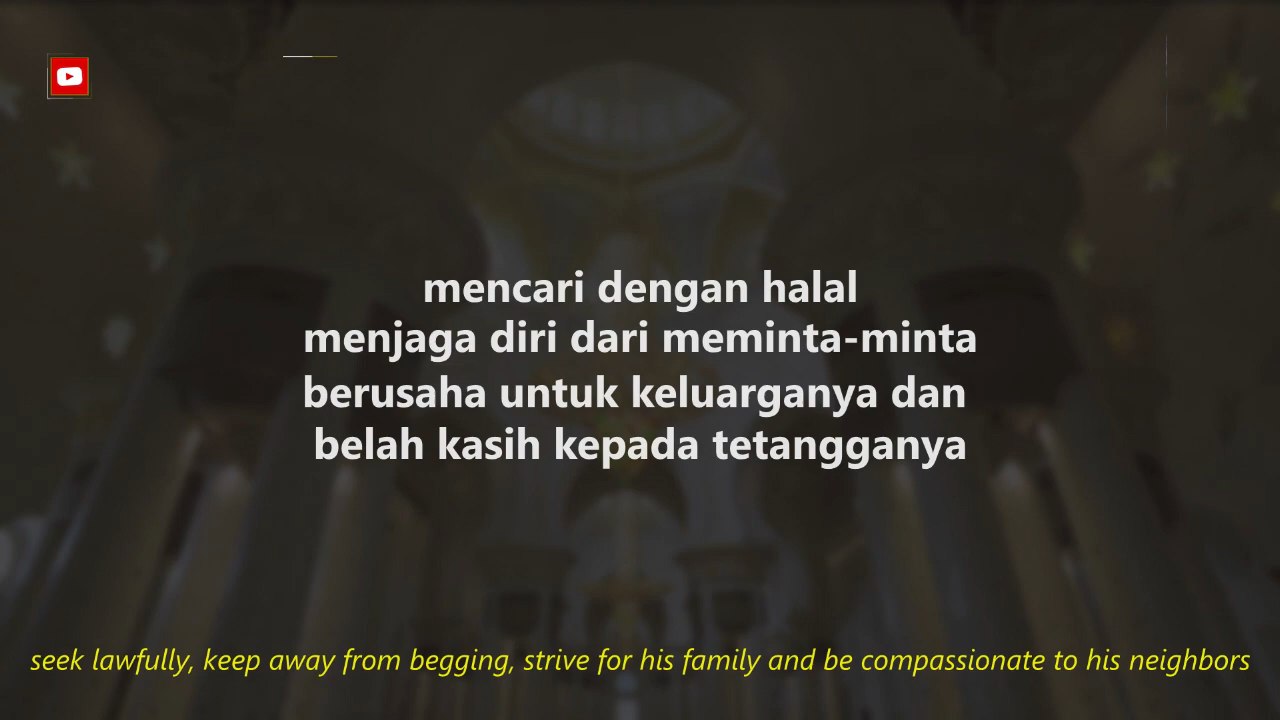 mencari dengan halal
menjaga diri dari meminta-minta
berusaha untuk keluarganya dan
belah kasih kepada tetangganya
seek lawfully, keep away from begging, strive for his family and be compassionate to his neighbors